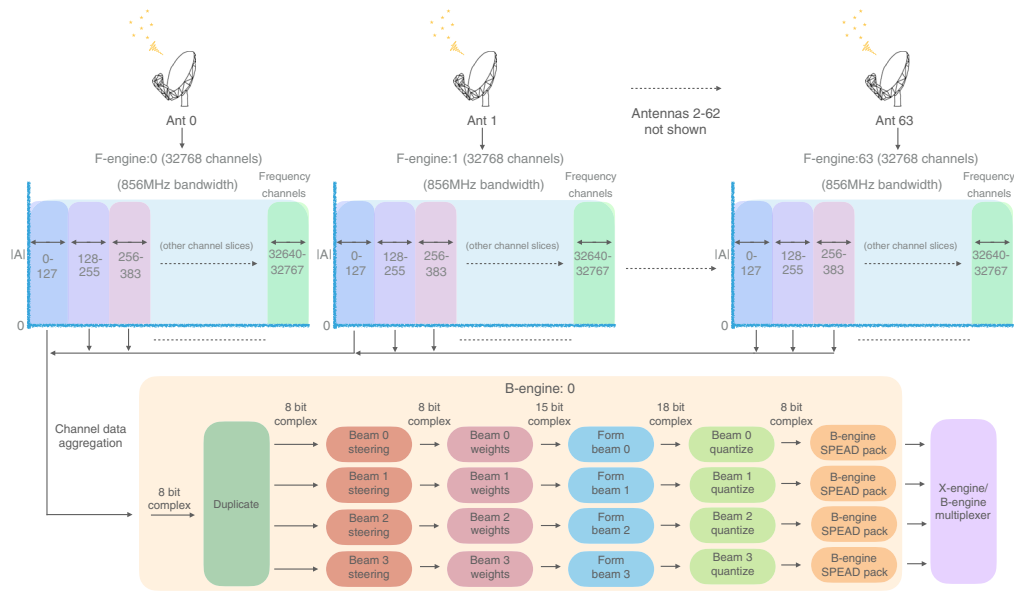 Ant 0
Ant 1
Antennas 2-62
not shown
Ant 63
F-engine:0 (32768 channels)
F-engine:1 (32768 channels)
F-engine:63 (32768 channels)
(856MHz bandwidth)
Frequency
channels
(856MHz bandwidth)
Frequency
channels
(856MHz bandwidth)
Frequency
channels
|A|
0-
127
128-
255
256-
383
(other channel slices)
32640-
32767
0
|A|
0-
127
128-
255
256-
383
(other channel slices)
32640-
32767
0
|A|
0-
127
128-
255
256-
383
(other channel slices)
32640-
32767
0
B-engine: 0
Channel data
aggregation
8 bit
complex
8 bit
complex
8 bit
complex
15 bit
complex
18 bit
complex
8 bit
complex
Duplicate
Beam 0
steering
Beam 0
weights
Form
beam 0
Beam 0
quantize
B-engine
SPEAD pack
Beam 1
steering
Beam 1
weights
Form
beam 1
Beam 1
quantize
B-engine
SPEAD pack
Beam 2
steering
Beam 2
weights
Form
beam 2
Beam 2
quantize
B-engine
SPEAD pack
Beam 3
steering
Beam 3
weights
Form
beam 3
Beam 3
quantize
B-engine
SPEAD pack
X-engine/
B-engine
multiplexer